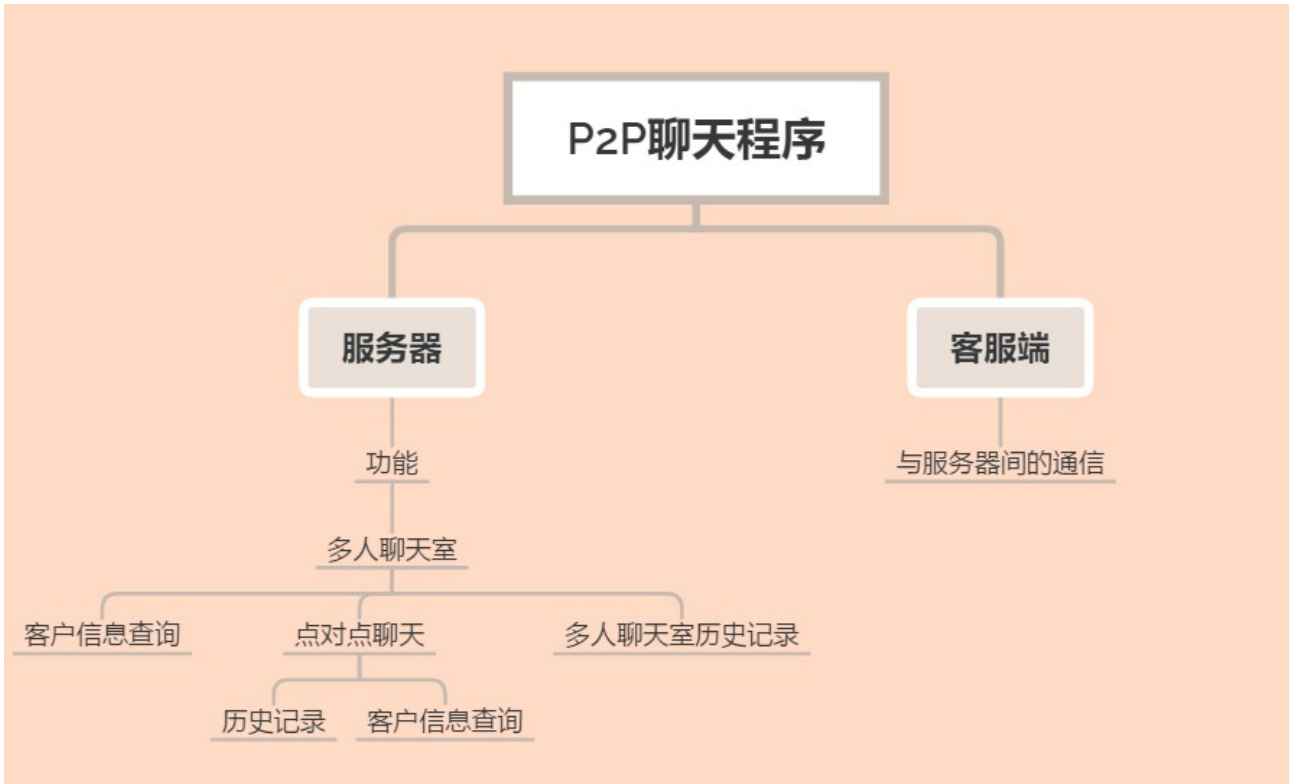 P2P聊天程序
服务器
客服端
功能
与服务器间的通信
多人聊天室
客户信息查询
点对点聊天
多人聊天室历史记录
历史记录
客户信息查询